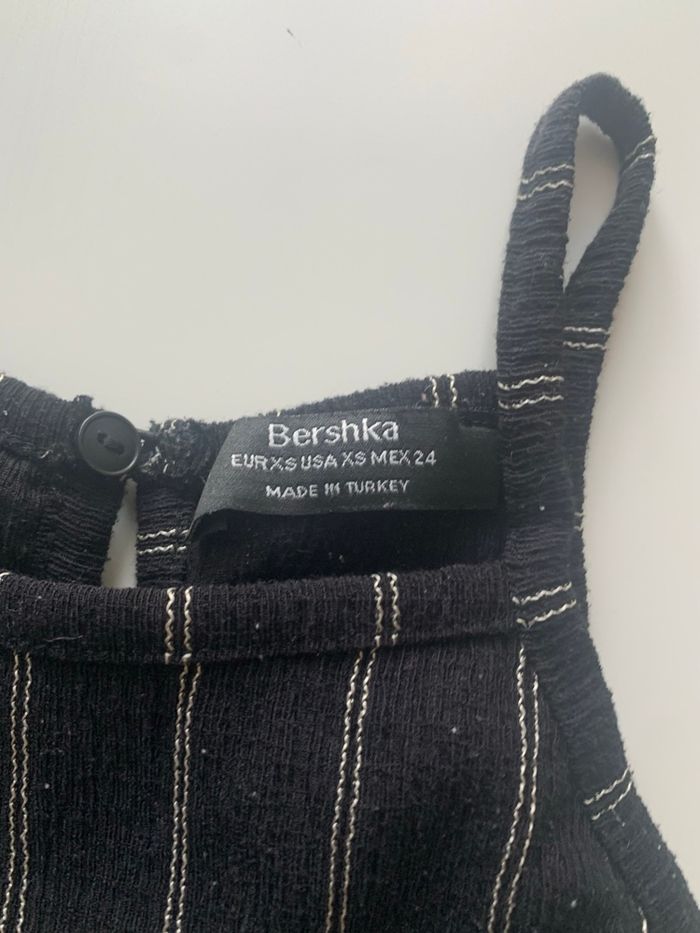 Bershka
EUR XS USA XS MEX 24
MADE IN TURKEY